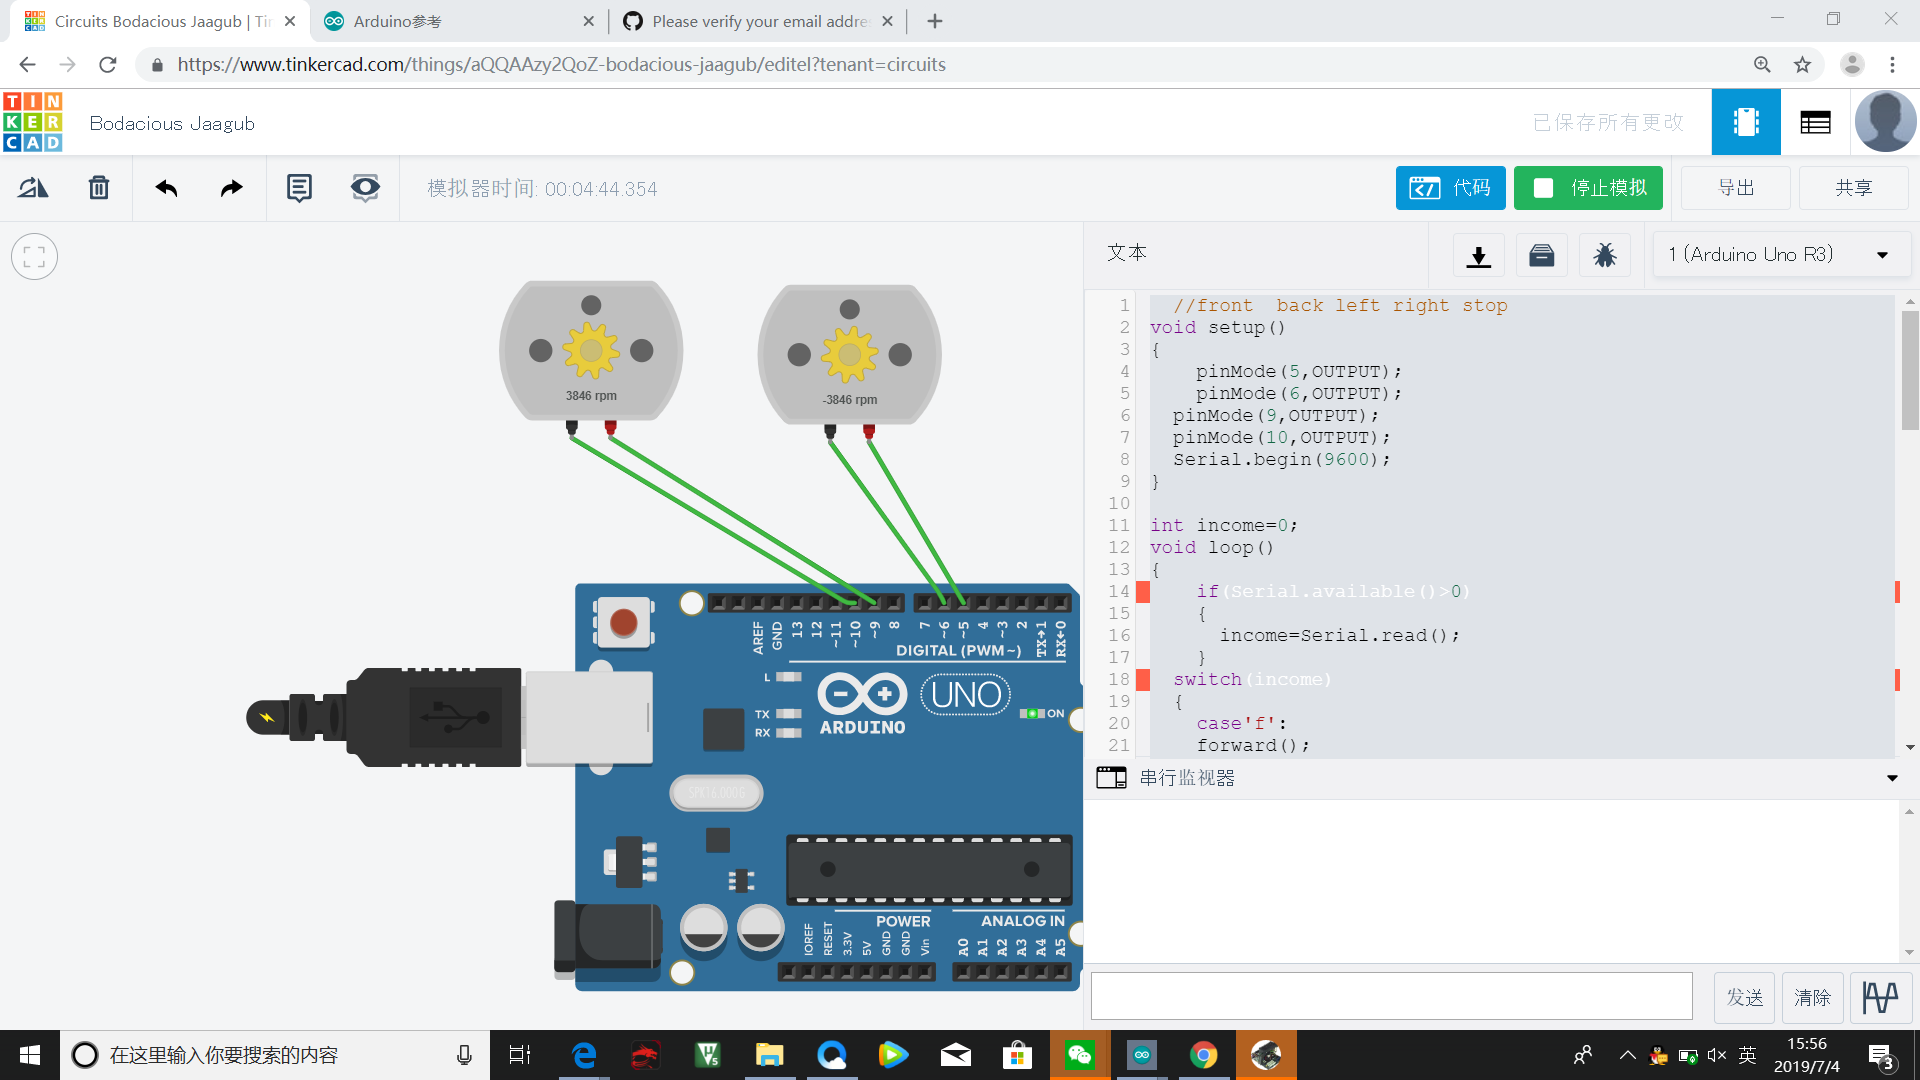 Circuits Bodacious Jaagub | Tin
Arduino参考
Please verify your email addre
https://www.tinkercad.com/things/aQQAAzy2QoZ-bodacious-jaagub/editel?tenant=circuits
TIN
KER
CAD
Bodacious Jaagub
已保存所有更改
模拟器时间: 00:04:44.354
代码
停止模拟
导出
共享
文本
1 (Arduino Uno R3)
3846 rpm
-3846 rpm
1 //front  back left right stop
2 void setup()
3 {
4 pinMode(5,OUTPUT);
5 pinMode(6,OUTPUT);
6 pinMode(9,OUTPUT);
7 pinMode(10,OUTPUT);
8 Serial.begin(9600);
9 }
10
11 int income=0;
12 void loop()
13 {
14 if(Serial.available()>0)
15 {
16 income=Serial.read();
17 }
18 switch(income)
19 {
20 case'f':
21 forward();
AREF
GND
13
12
~11
~10
~9
8
7
~6
~5
4
~3
2
TX→1
RX←0
DIGITAL (PWM~)
L
TX
RX
ARDUINO
UNO
ON
SPK16.000G
POWER
ANALOG IN
IOREF
RESET
3.3V
5V
GND
GND
Vin
A0
A1
A2
A3
A4
A5
串行监视器
发送
清除
在这里输入你要搜索的内容
英
15:56
2019/7/4
3